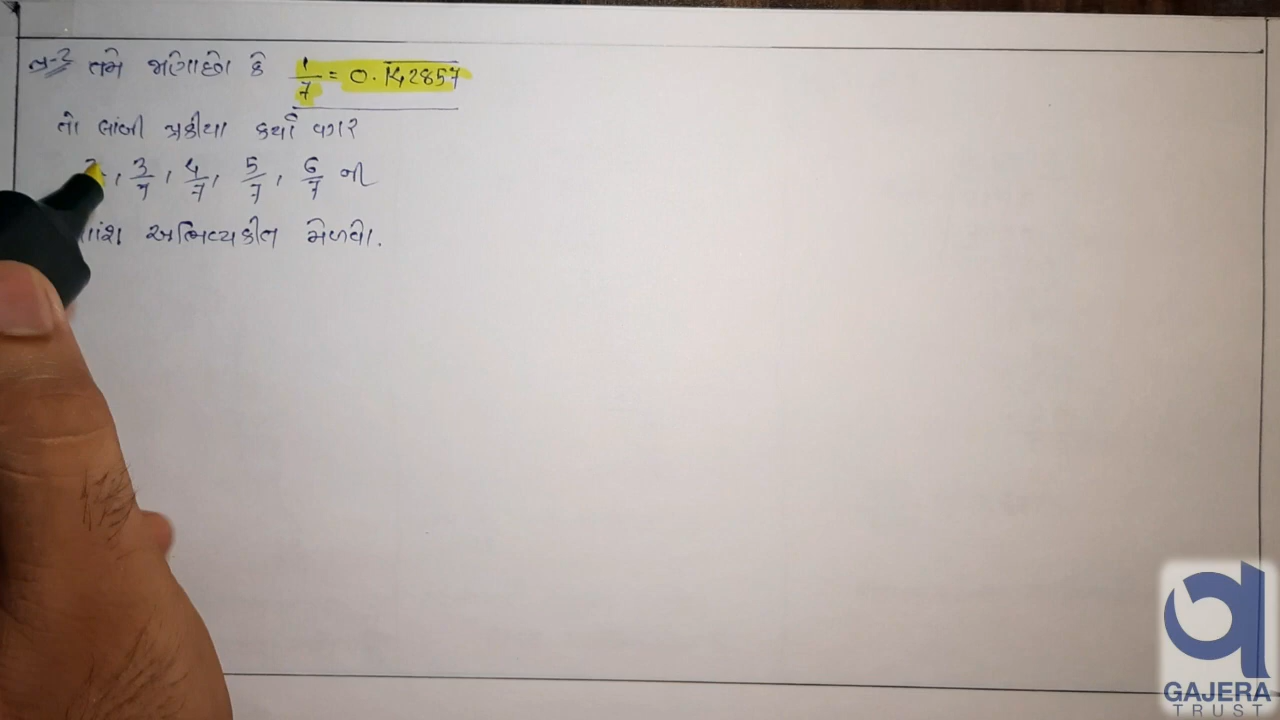 તમે જાણો છો કે 1/7 = 0.142857
તો લાંબી પ્રક્રીયા કર્યા વગર
, 3/7, 4/7, 5/7, 6/7 ની
અભિવ્યકીત મેળવો.
GAJERA
TRUST